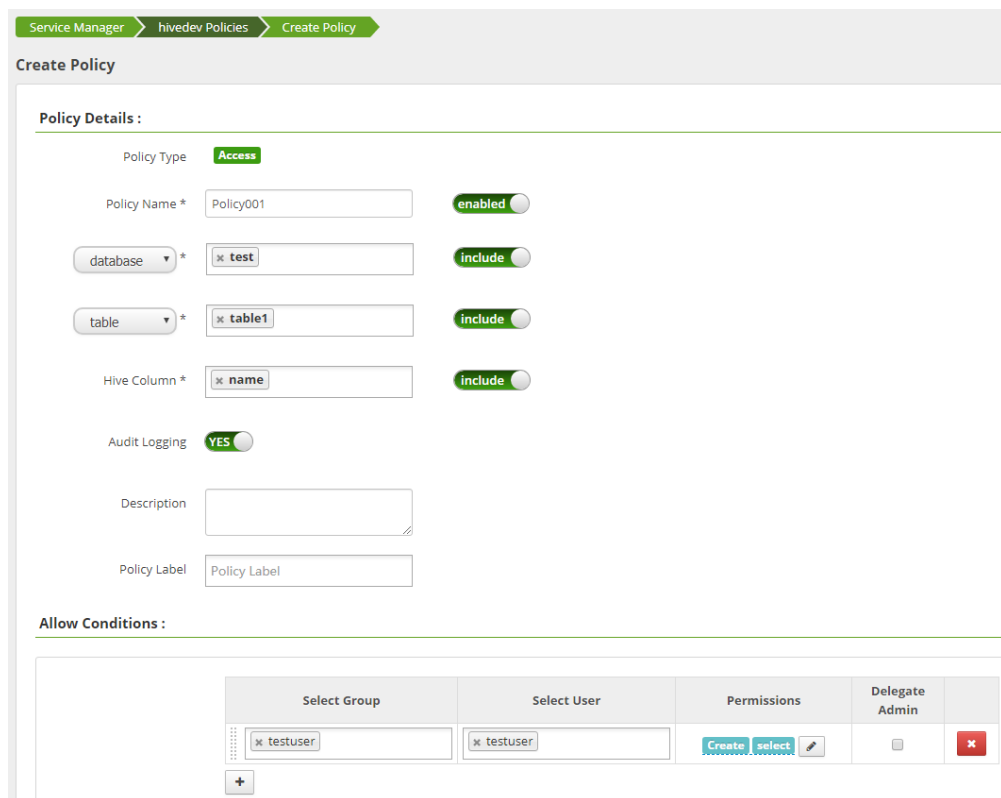 Service Manager hivedev Policies Create Policy
Create Policy
Policy Details :
Policy Type Access
Policy Name * Policy001 enabled
database * test include
table * table1 include
Hive Column * name include
Audit Logging YES
Description
Policy Label Policy Label
Allow Conditions :
Select Group Select User Permissions Delegate Admin
testuser testuser Create select